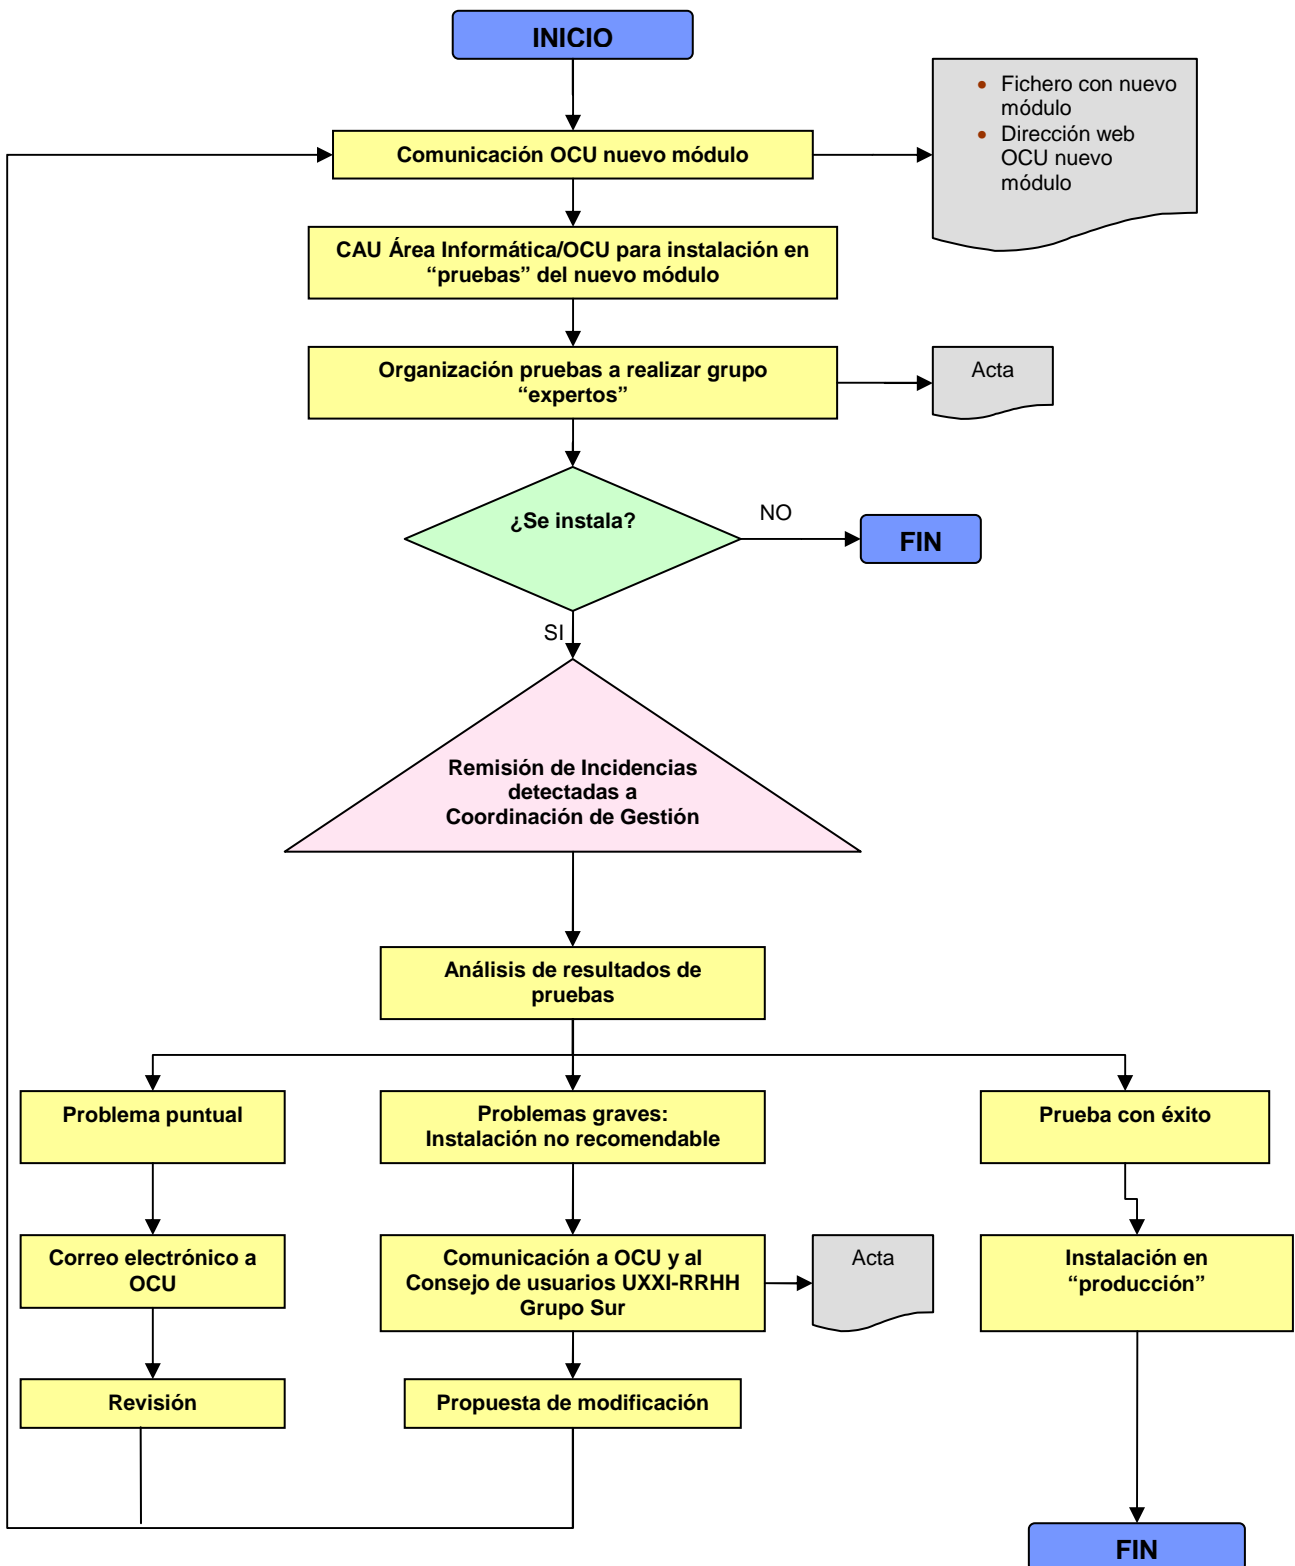 INICIO
• Fichero con nuevo
módulo
• Dirección web
OCU nuevo
módulo
Comunicación OCU nuevo módulo
CAU Área Informática/OCU para instalación en
“pruebas” del nuevo módulo
Organización pruebas a realizar grupo
“expertos”
Acta
¿Se instala?
NO
FIN
SI
Remisión de Incidencias
detectadas a
Coordinación de Gestión
Análisis de resultados de
pruebas
Problema puntual
Problemas graves:
Instalación no recomendable
Prueba con éxito
Correo electrónico a
OCU
Comunicación a OCU y al
Consejo de usuarios UXXI-RRHH
Grupo Sur
Acta
Instalación en
“producción”
Revisión
Propuesta de modificación
FIN